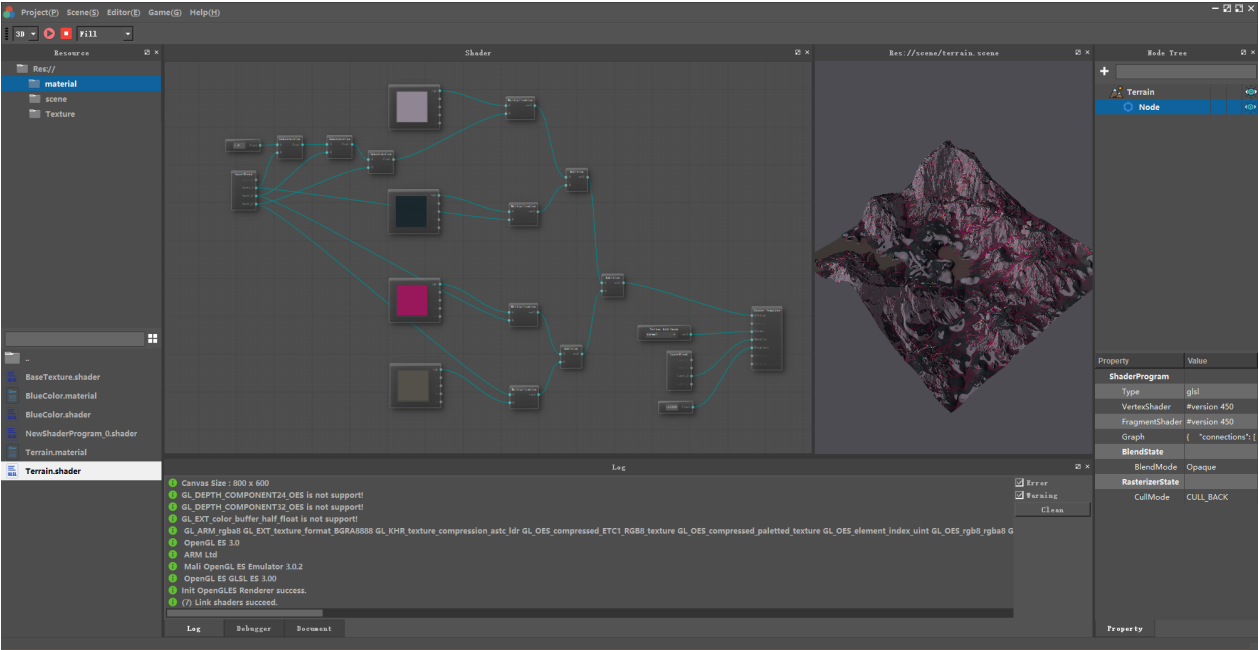 Project(P) Scene(S) Editor(E) Game(G) Help(H)
3D Fill
Resource
Res://
material
scene
Texture
..
BaseTexture.shader
BlueColor.material
BlueColor.shader
NewShaderProgram_0.shader
Terrain.material
Terrain.shader
Shader
Res://scene/terrain.scene
Node Tree
Terrain
Node
Log
Canvas Size : 800 x 600
GL_DEPTH_COMPONENT24_OES is not support!
GL_DEPTH_COMPONENT32_OES is not support!
GL_EXT_color_buffer_half_float is not support!
GL_ARM_rgba8 GL_EXT_texture_format_BGRA8888 GL_KHR_texture_compression_astc_ldr GL_OES_compressed_ETC1_RGB8_texture GL_OES_compressed_paletted_texture GL_OES_element_index_uint GL_OES_rgb8_rgba8 G
OpenGL ES 3.0
ARM Ltd
Mali OpenGL ES Emulator 3.0.2
OpenGL ES GLSL ES 3.00
Init OpenGLES Renderer success.
(7) Link shaders succeed.
Error
Warning
Clean
Log Debugger Document
Property Value
ShaderProgram
Type glsl
VertexShader #version 450
FragmentShader #version 450
Graph { "connections": [
BlendState
BlendMode Opaque
RasterizerState
CullMode CULL_BACK
Property